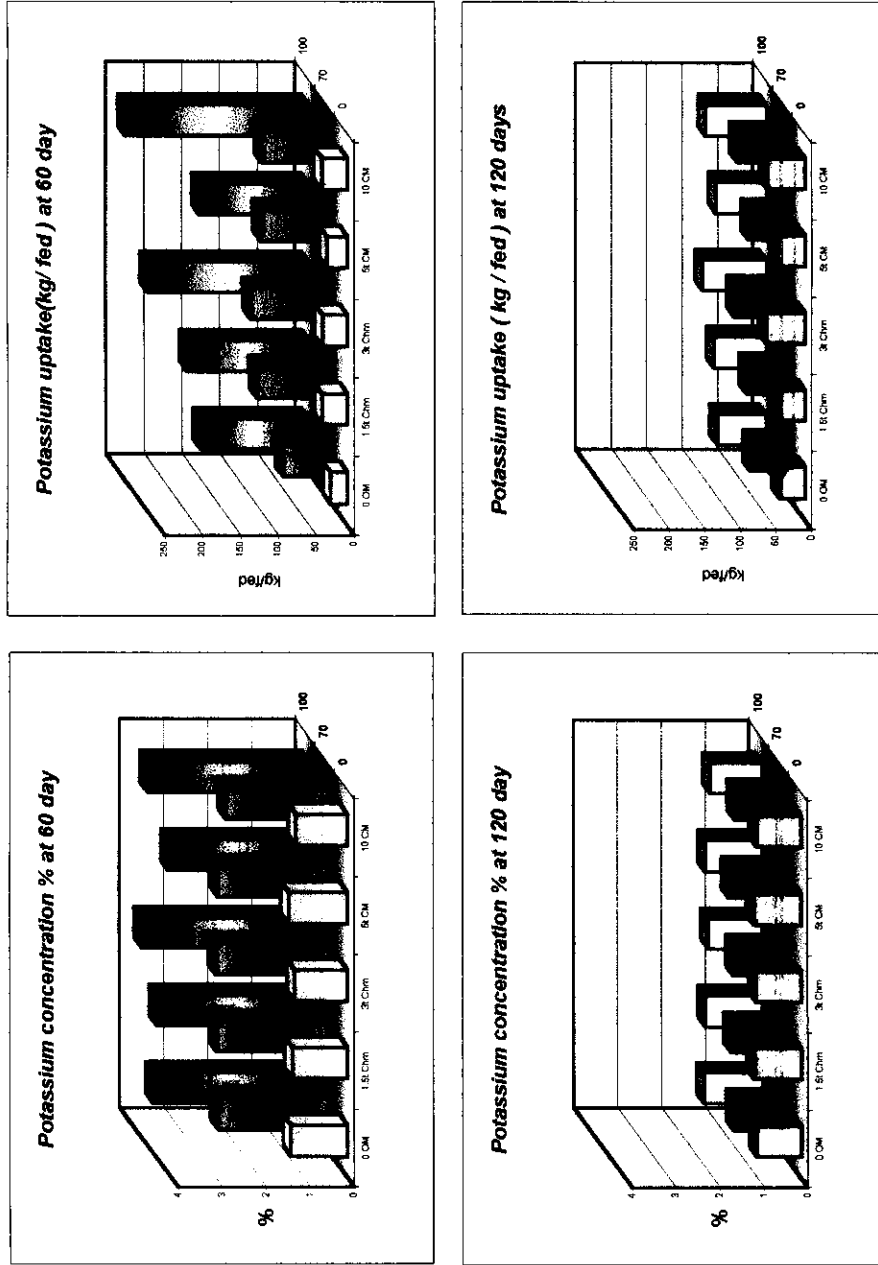 Potassium concentration % at 60 day
%
4
3
2
1
0
0 OM
1.5t Chm
3t Chm
5t CM
10 CM
0
70
100
Potassium uptake(kg/ fed ) at 60 day
kg/fed
250
200
150
100
50
0
0 OM
1.5t Chm
3t Chm
5t CM
10 CM
0
70
100
Potassium concentration % at 120 day
%
4
3
2
1
0
0 OM
1.5t Chm
3t Chm
5t CM
10 CM
0
70
100
Potassium uptake ( kg / fed ) at 120 days
kg/fed
250
200
150
100
50
0
0 OM
1.5t Chm
3t Chm
5t CM
10 CM
0
70
100